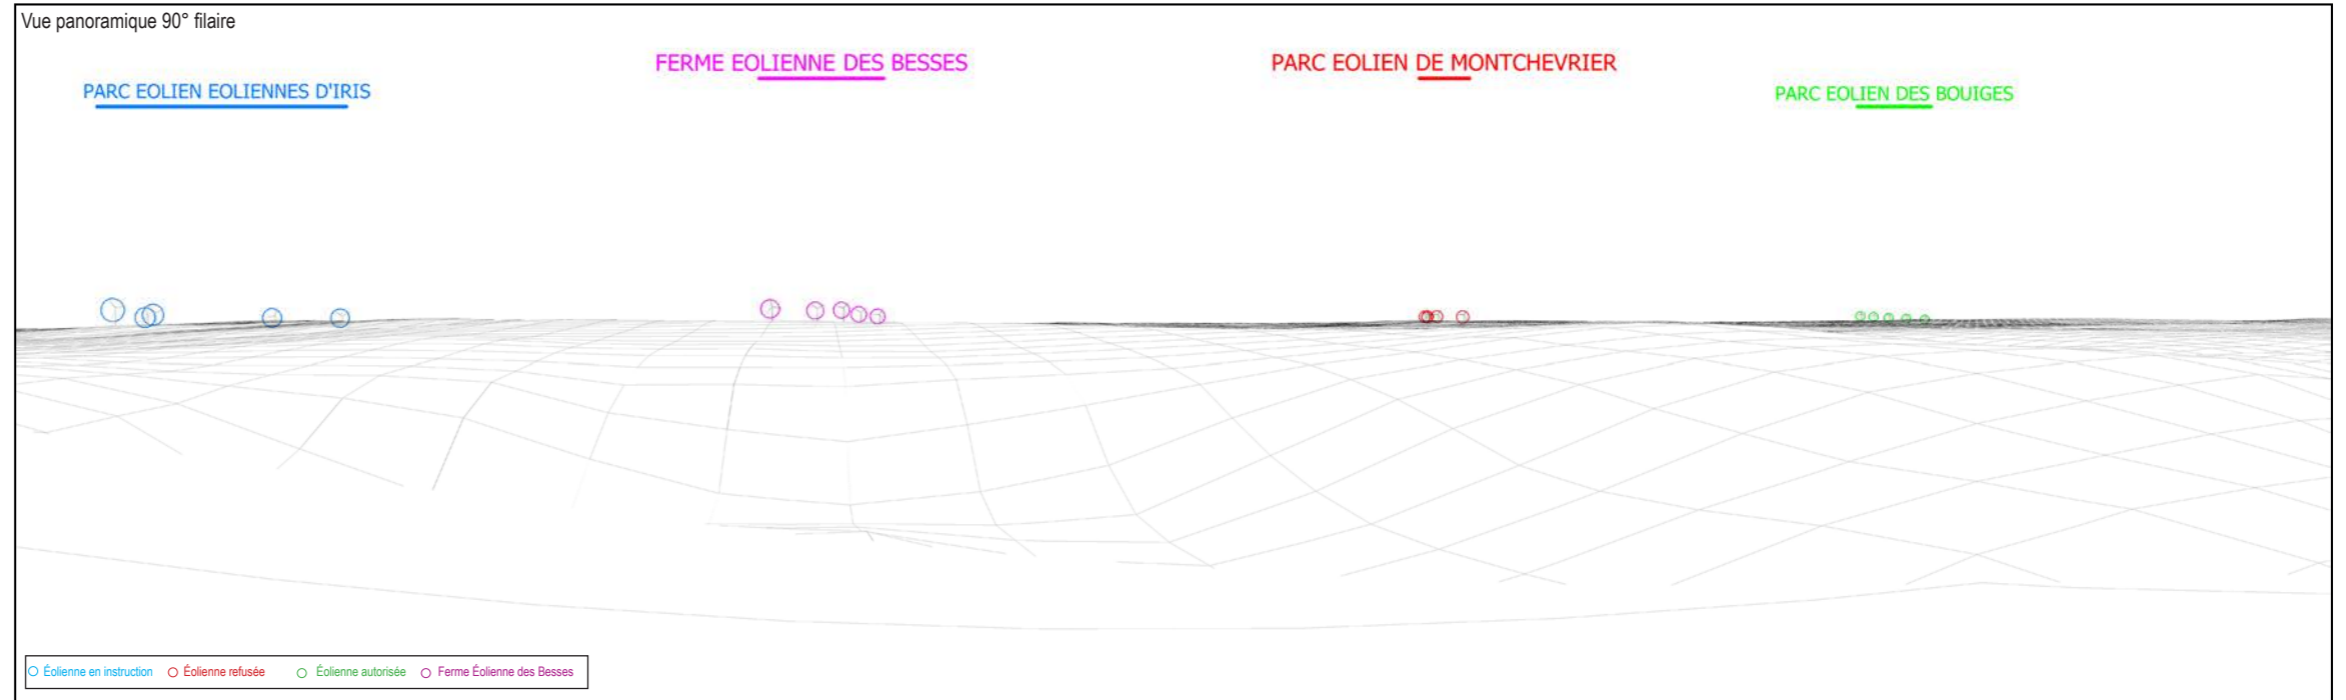 Vue panoramique 90° filaire
FERME EOLIENNE DES BESSES
PARC EOLIEN DE MONTCHEVRIER
PARC EOLIEN EOLIENNES D'IRIS
PARC EOLIEN DES BOUIGES
Éolienne en instruction
Éolienne refusée
Éolienne autorisée
Ferme Éolienne des Besses